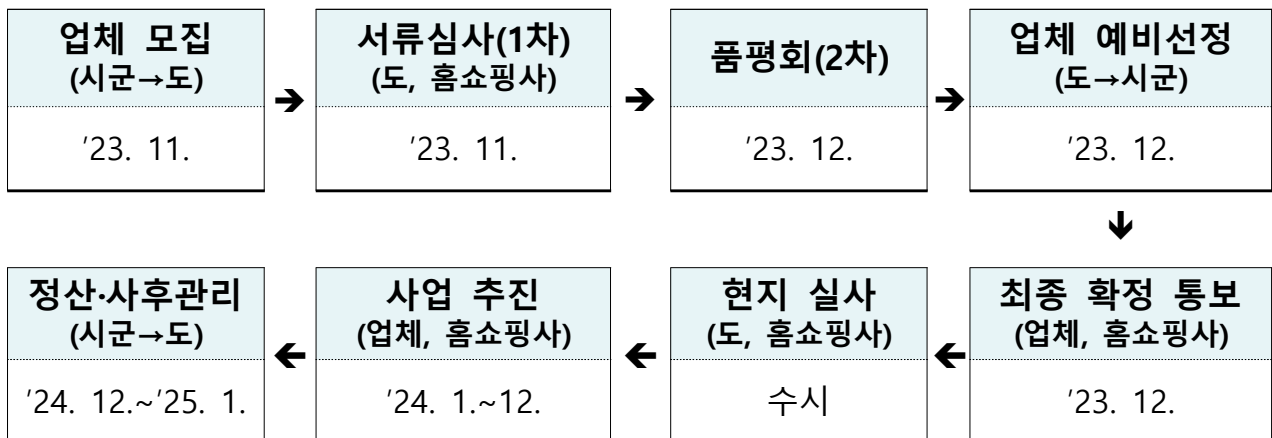 업체 모집
(시군→도)
'23. 11.
➔
서류심사(1차)
(도, 홈쇼핑사)
'23. 11.
➔
품평회(2차)
'23. 12.
➔
업체 예비선정
(도→시군)
'23. 12.
➔
최종 확정 통보
(업체, 홈쇼핑사)
'23. 12.
➔
현지 실사
(도, 홈쇼핑사)
수시
➔
사업 추진
(업체, 홈쇼핑사)
'24. 1.~12.
➔
정산·사후관리
(시군→도)
'24. 12.~'25. 1.